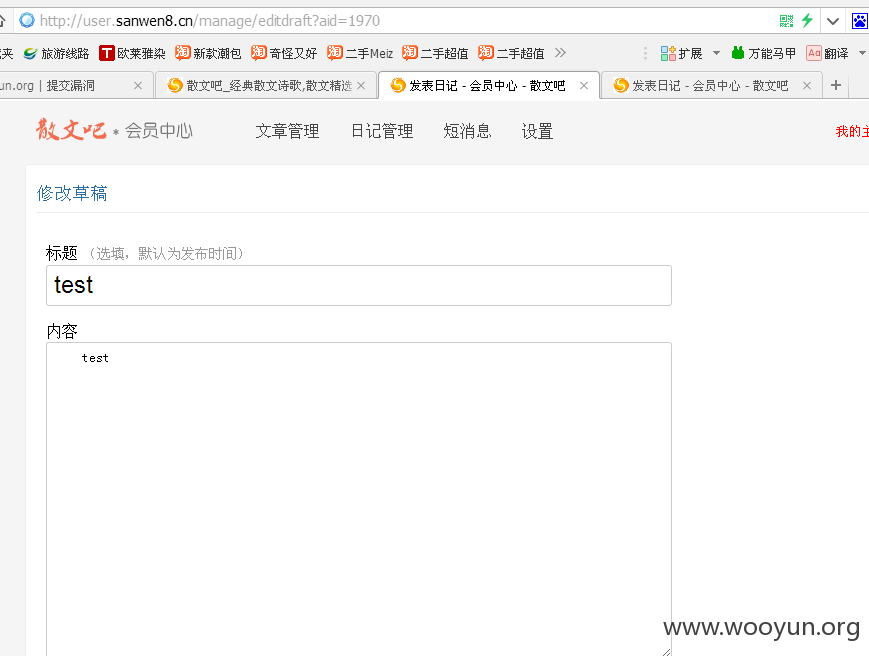 http://user.sanwen8.cn/manage/editdraft?aid=1970
夹 旅游线路 T 欧莱雅染 淘 新款潮包 淘 奇怪又好 淘 二手Meiz 淘 二手超值 淘 二手超值 扩展 万能马甲 Aa 翻译
un.org | 提交漏洞 散文吧_经典散文诗歌,散文精选 发表日记 - 会员中心 - 散文吧 发表日记 - 会员中心 - 散文吧
散文吧 * 会员中心 文章管理 日记管理 短消息 设置 我的主
修改草稿
标题 （选填，默认为发布时间）
test
内容
test
www.wooyun.org